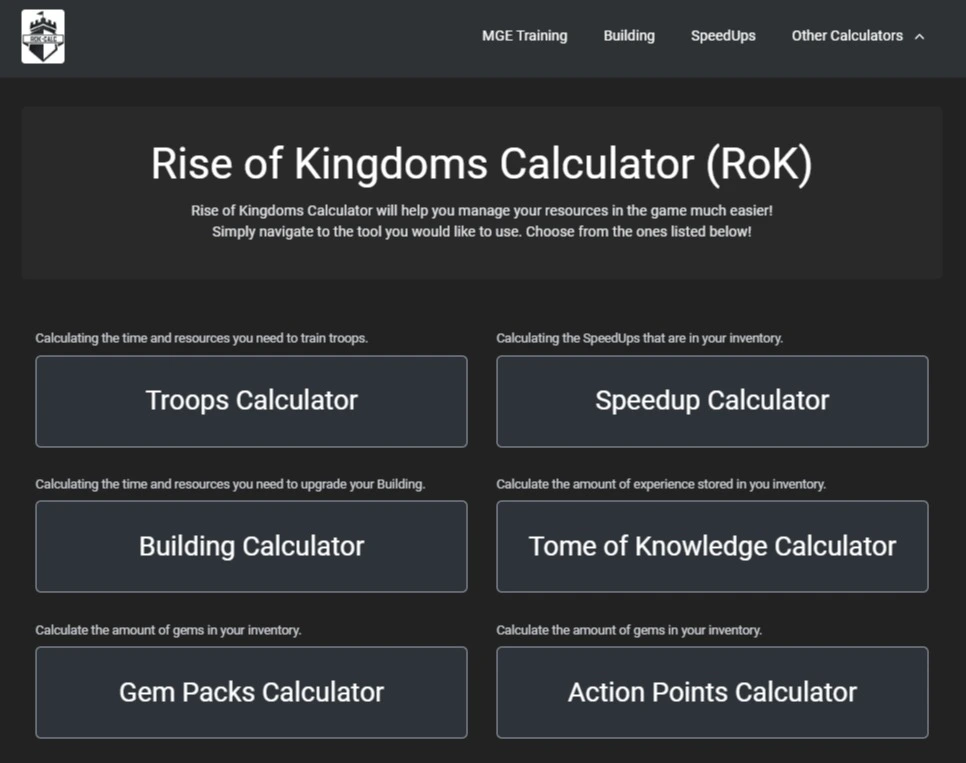 ROK-CALC
MGE Training
Building
SpeedUps
Other Calculators
Rise of Kingdoms Calculator (RoK)
Rise of Kingdoms Calculator will help you manage your resources in the game much easier!
Simply navigate to the tool you would like to use. Choose from the ones listed below!
Calculating the time and resources you need to train troops.
Troops Calculator
Calculating the SpeedUps that are in your inventory.
Speedup Calculator
Calculating the time and resources you need to upgrade your Building.
Building Calculator
Calculate the amount of experience stored in you inventory.
Tome of Knowledge Calculator
Calculate the amount of gems in your inventory.
Gem Packs Calculator
Calculate the amount of gems in your inventory.
Action Points Calculator